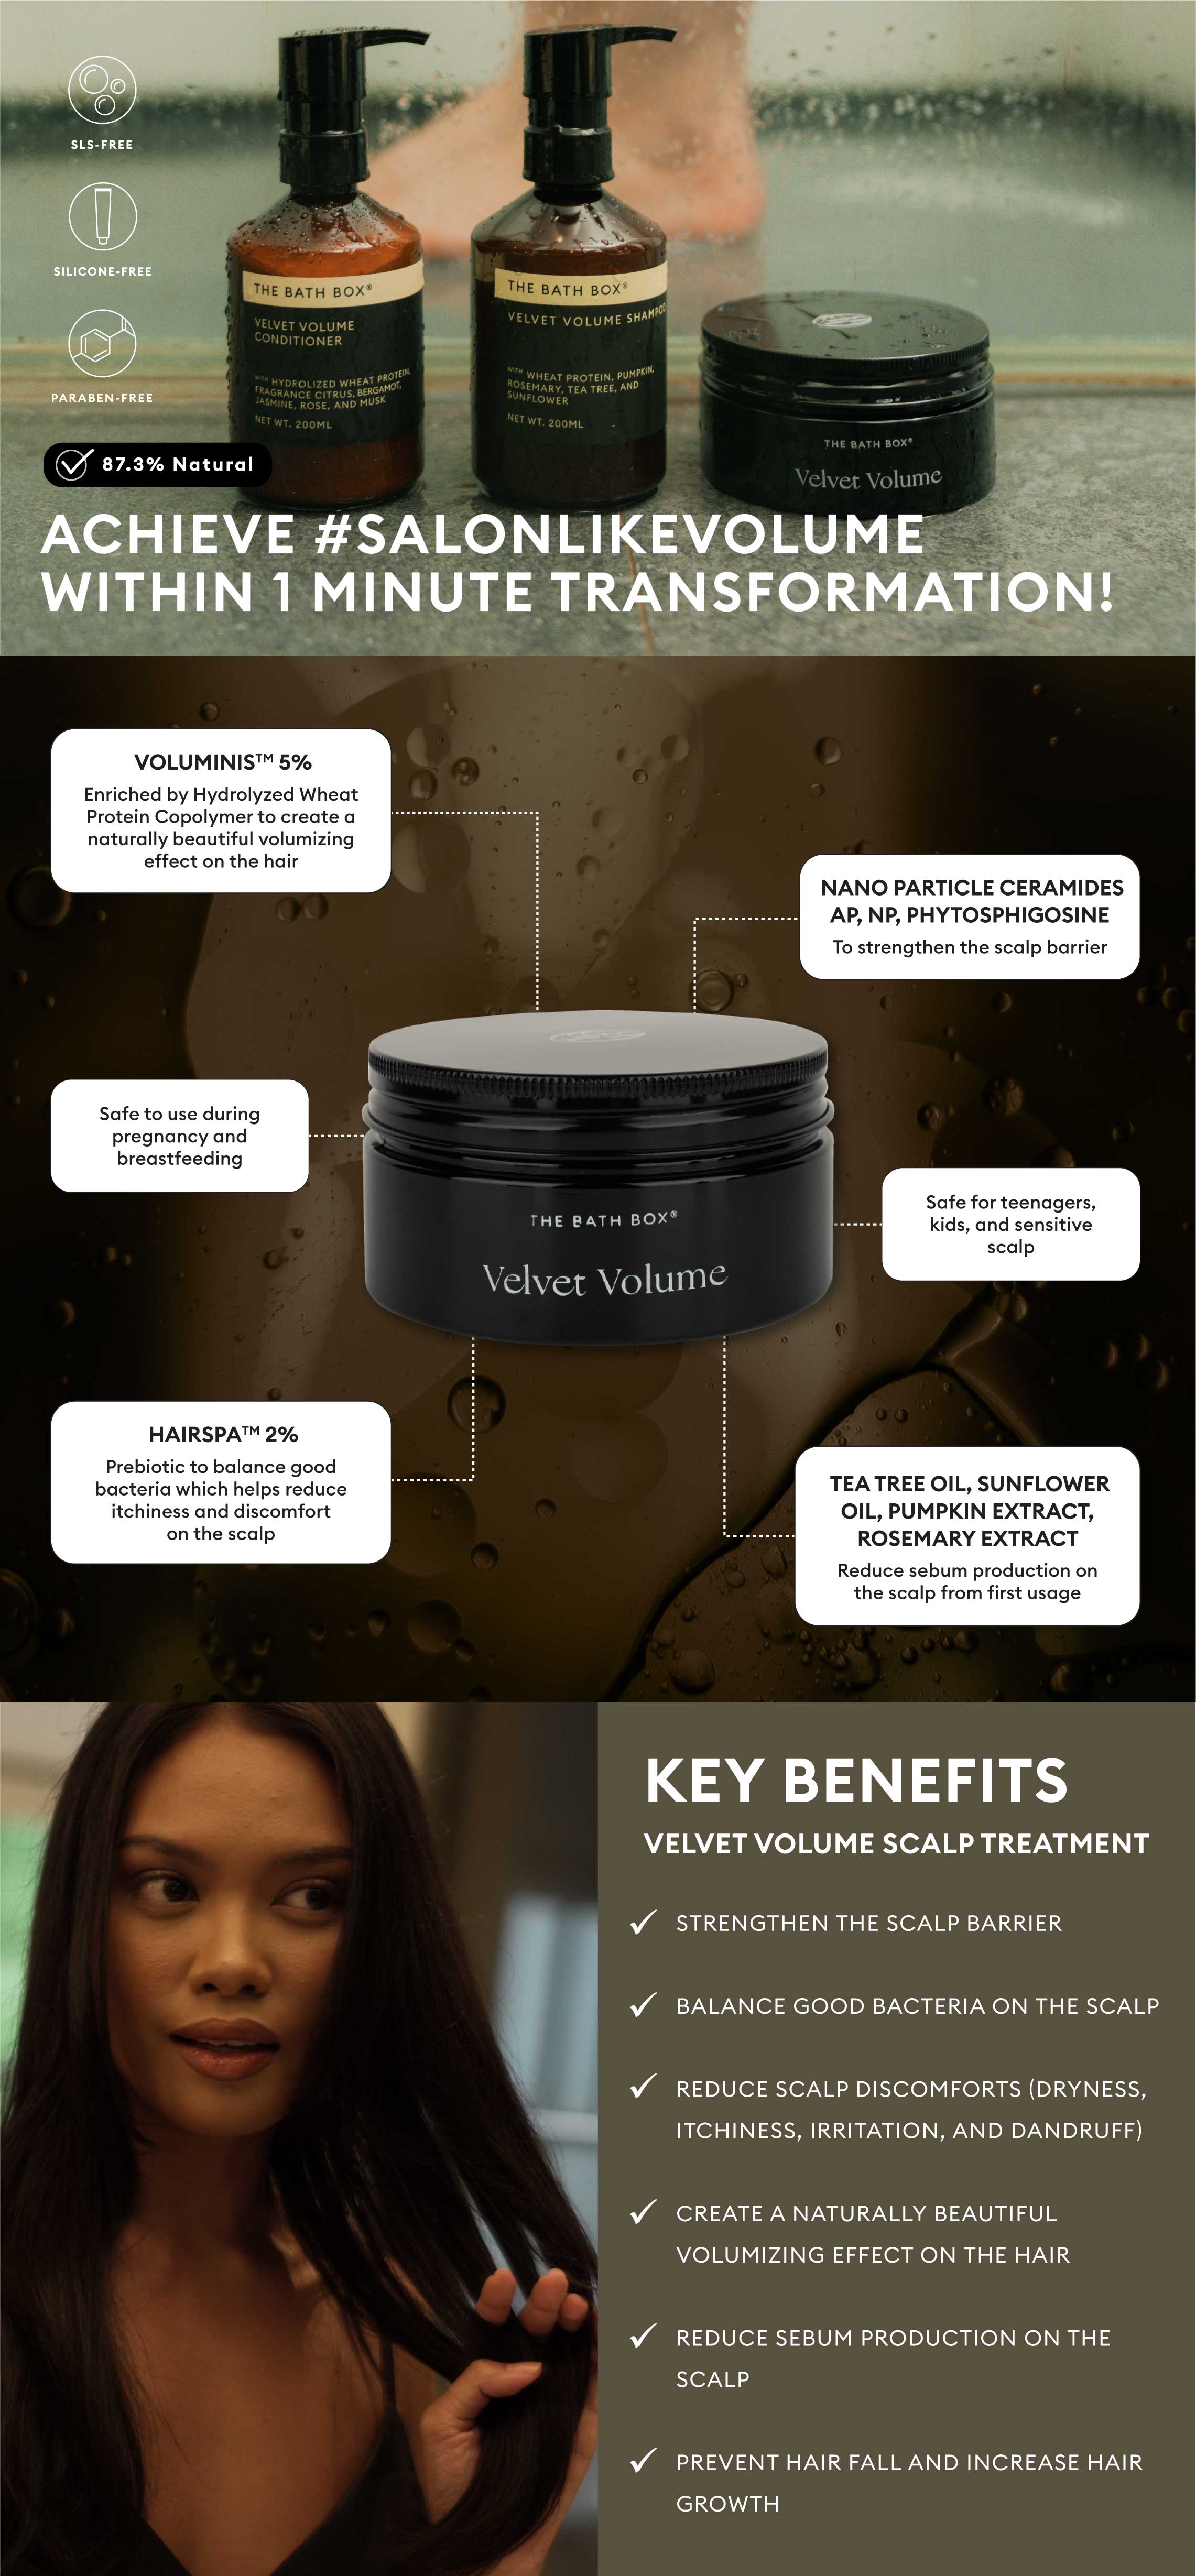 SLS-FREE
SILICONE-FREE
PARABEN-FREE
THE BATH BOX®
VELVET VOLUME
CONDITIONER
WITH HYDROLIZED WHEAT PROTEIN,
FRAGRANCE CITRUS, BERGAMOT,
JASMINE, ROSE, AND MUSK
NET WT. 200ML
THE BATH BOX®
VELVET VOLUME SHAMPOO
WITH WHEAT PROTEIN, PUMPKIN,
ROSEMARY, TEA TREE, AND
SUNFLOWER
NET WT. 200ML
THE BATH BOX®
Velvet Volume
87.3% Natural
ACHIEVE #SALONLIKEVOLUME
WITHIN 1 MINUTE TRANSFORMATION!
VOLUMINIS™ 5%
Enriched by Hydrolyzed Wheat
Protein Copolymer to create a
naturally beautiful volumizing
effect on the hair
NANO PARTICLE CERAMIDES
AP, NP, PHYTOSPHIGOSINE
To strengthen the scalp barrier
Safe to use during
pregnancy and
breastfeeding
Safe for teenagers,
kids, and sensitive
scalp
THE BATH BOX®
Velvet Volume
HAIRSPA™ 2%
Prebiotic to balance good
bacteria which helps reduce
itchiness and discomfort
on the scalp
TEA TREE OIL, SUNFLOWER
OIL, PUMPKIN EXTRACT,
ROSEMARY EXTRACT
Reduce sebum production on
the scalp from first usage
KEY BENEFITS
VELVET VOLUME SCALP TREATMENT
STRENGTHEN THE SCALP BARRIER
BALANCE GOOD BACTERIA ON THE SCALP
REDUCE SCALP DISCOMFORTS (DRYNESS,
ITCHINESS, IRRITATION, AND DANDRUFF)
CREATE A NATURALLY BEAUTIFUL
VOLUMIZING EFFECT ON THE HAIR
REDUCE SEBUM PRODUCTION ON THE
SCALP
PREVENT HAIR FALL AND INCREASE HAIR
GROWTH